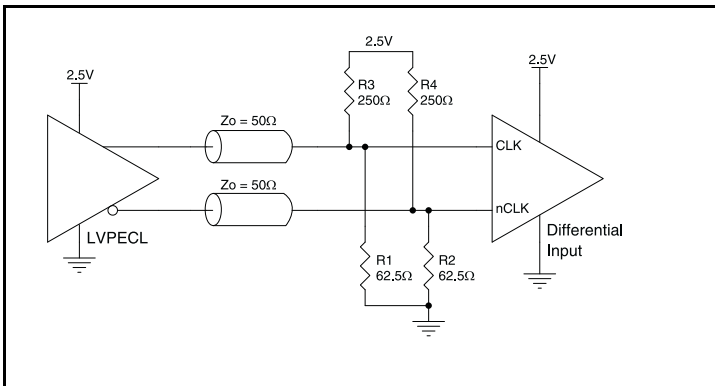 2.5V
2.5V
2.5V
R3
250Ω
R4
250Ω
Zo = 50Ω
CLK
Zo = 50Ω
nCLK
LVPECL
Differential
Input
R1
62.5Ω
R2
62.5Ω